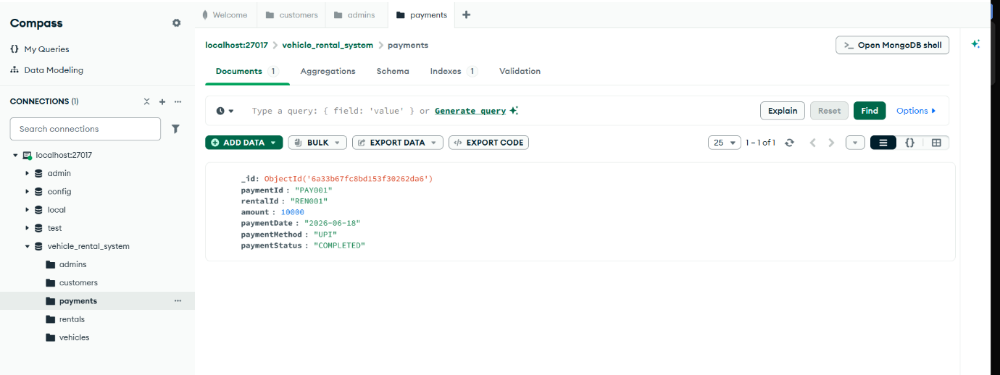 Compass
My Queries
Data Modeling
CONNECTIONS (1)
Search connections
localhost:27017
admin
config
local
test
vehicle_rental_system
admins
customers
payments
rentals
vehicles
Welcome customers admins payments
localhost:27017 > vehicle_rental_system > payments
>_ Open MongoDB shell
Documents 1 Aggregations Schema Indexes 1 Validation
Type a query: { field: 'value' } or Generate query
Explain Reset Find Options
ADD DATA BULK EXPORT DATA </> EXPORT CODE
25 1 – 1 of 1 {}
_id: ObjectId('6a33b67fc8bd153f30262da6')
paymentId : "PAY001"
rentalId : "REN001"
amount : 10000
paymentDate : "2026-06-18"
paymentMethod : "UPI"
paymentStatus : "COMPLETED"